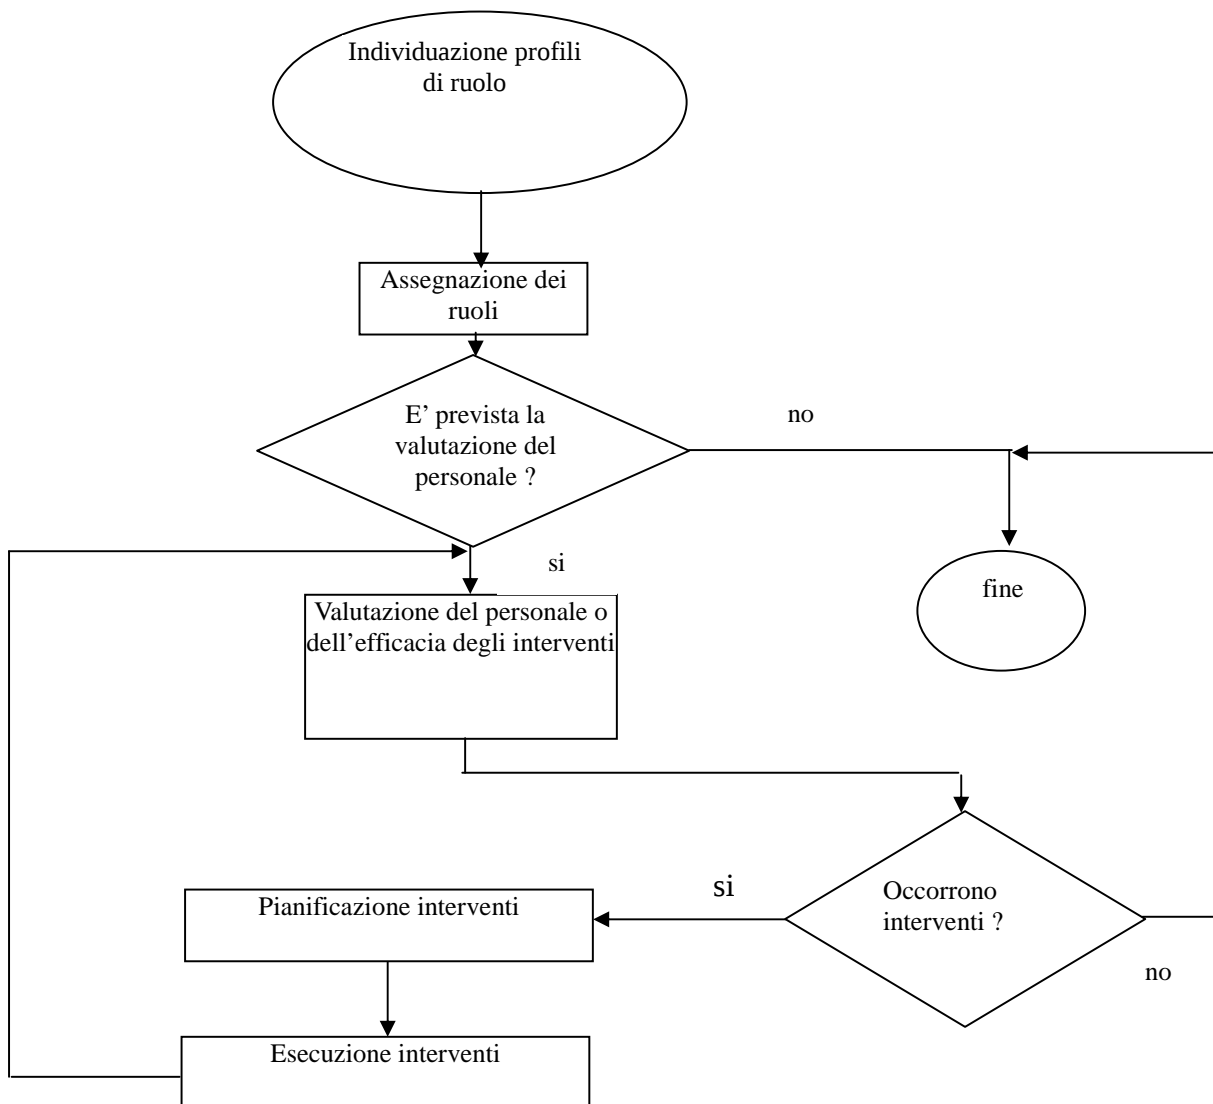 Individuazione profili
di ruolo
Assegnazione dei
ruoli
E’ prevista la
valutazione del
personale ?
no
si
fine
Valutazione del personale o
dell’efficacia degli interventi
si
Occorrono
interventi ?
no
Pianificazione interventi
Esecuzione interventi